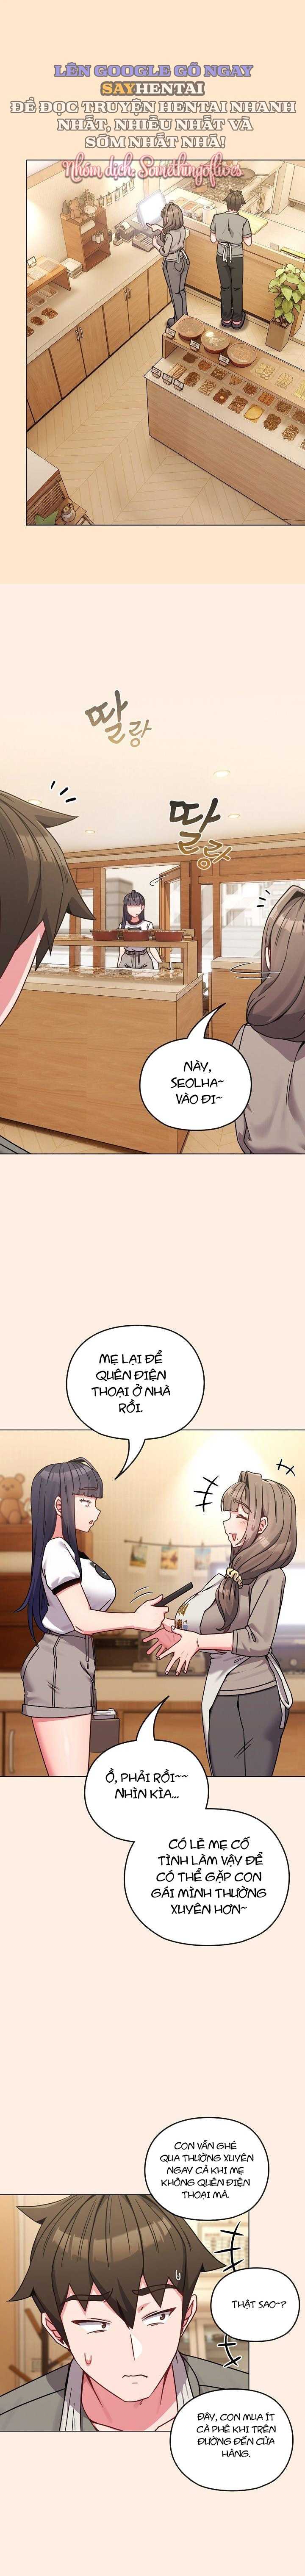 LÊN GOOGLE GÕ NGAY
SAYHENTAI
ĐỂ ĐỌC TRUYỆN HENTAI NHANH
NHẤT, NHIỀU NHẤT VÀ
SỚM NHẤT NHÁ!
Nhóm dịch: Somethingoflives
딸랑
딸랑
NÀY,
SEOLHA~
VÀO ĐI~
MẸ LẠI ĐỂ
QUÊN ĐIỆN
THOẠI Ở NHÀ
RỒI.
Ồ, PHẢI RỒI~~
NHÌN KÌA...
CÓ LẼ MẸ CỐ
TÌNH LÀM VẬY ĐỂ
CÓ THỂ GẶP CON
GÁI MÌNH THƯỜNG
XUYÊN HƠN~
CON VẪN GHÉ
QUA THƯỜNG XUYÊN
NGAY CẢ KHI MẸ
KHÔNG QUÊN ĐIỆN
THOẠI MÀ.
THẬT SAO~?
ĐÂY, CON MUA ÍT
CÀ PHÊ KHI TRÊN
ĐƯỜNG ĐẾN CỬA
HÀNG.